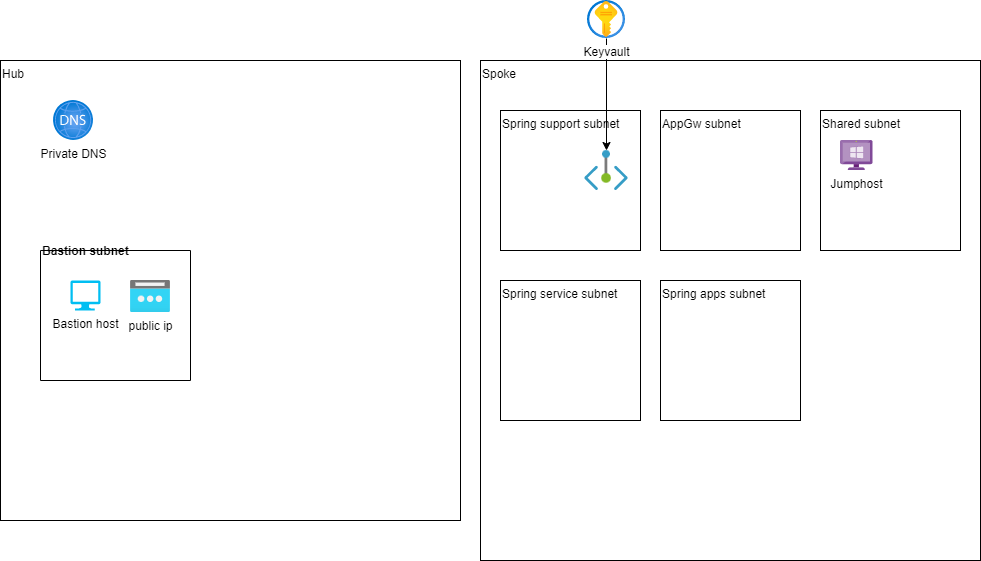 Keyvault
Hub
DNS
Private DNS
Bastion subnet
Bastion host
public ip
Spoke
Spring support subnet
AppGw subnet
Shared subnet
Jumphost
Spring service subnet
Spring apps subnet